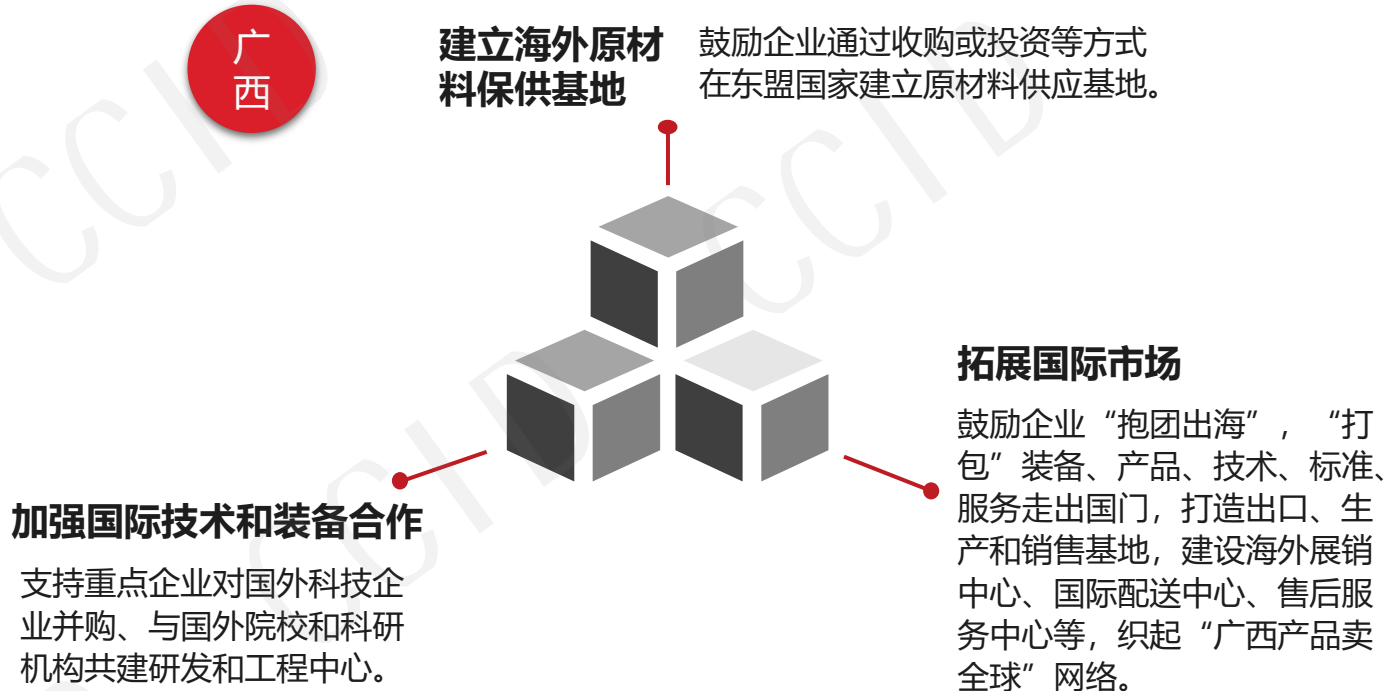 广
西
建立海外原材
料保供基地
鼓励企业通过收购或投资等方式
在东盟国家建立原材料供应基地。
拓展国际市场
鼓励企业“抱团出海”，“打
包”装备、产品、技术、标准、
服务走出国门，打造出口、生
产和销售基地，建设海外展销
中心、国际配送中心、售后服
务中心等，织起“广西产品卖
全球”网络。
加强国际技术和装备合作
支持重点企业对国外科技企
业并购、与国外院校和科研
机构共建研发和工程中心。
CCID
CCID
CCID